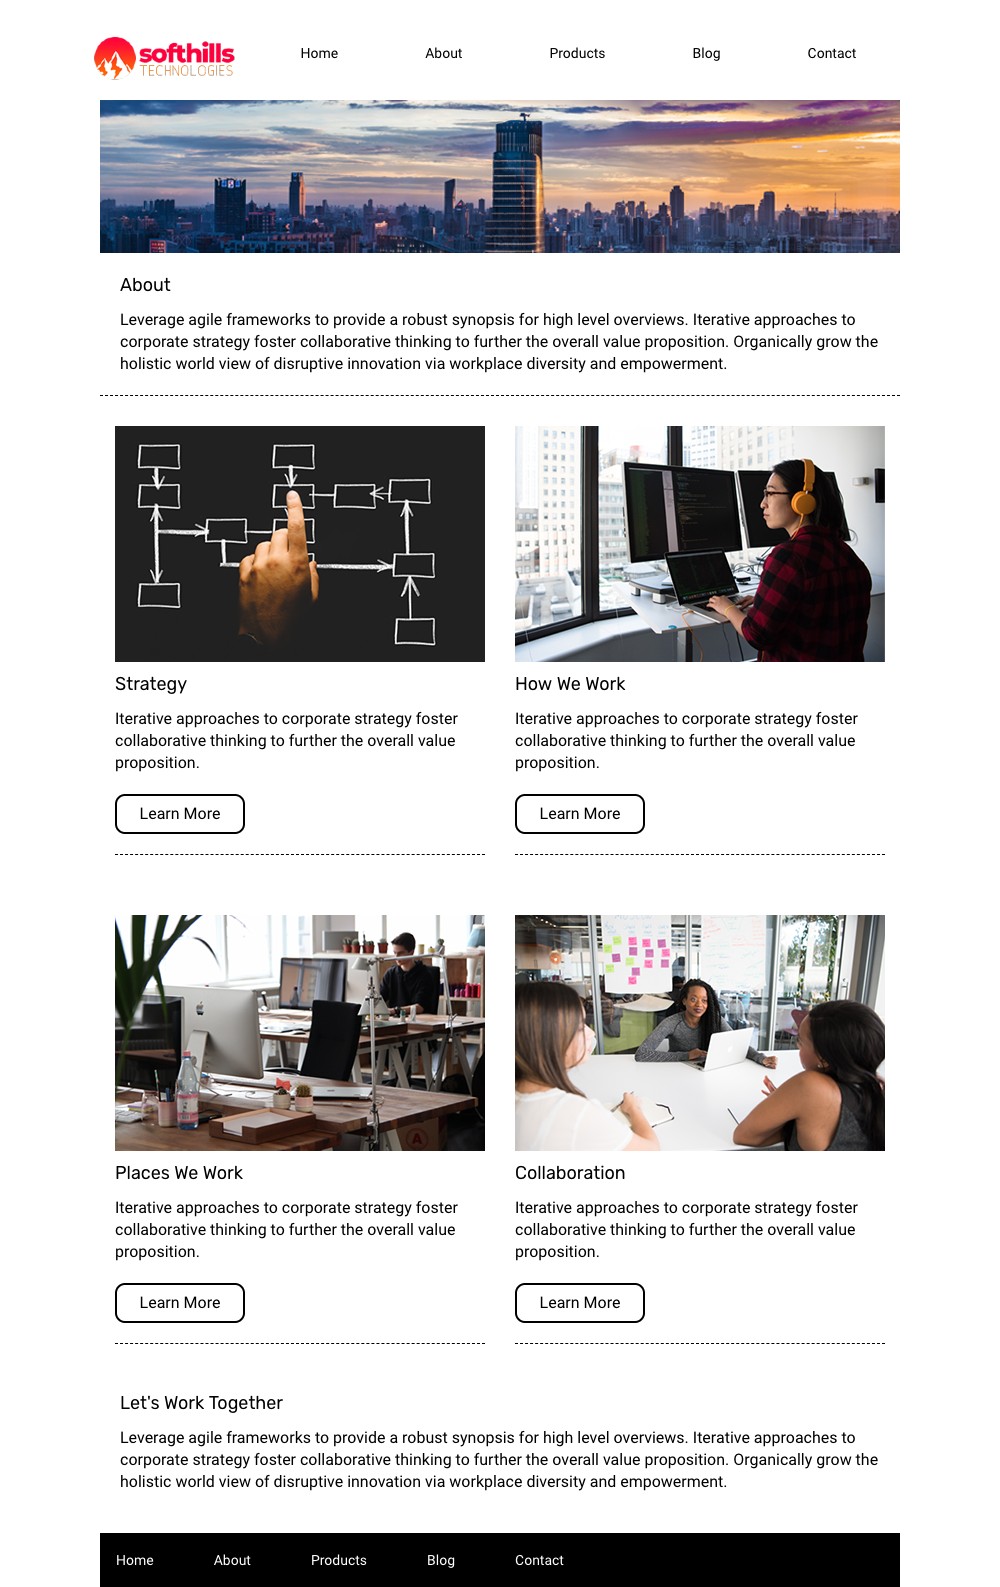 softhills
TECHNOLOGIES
Home
About
Products
Blog
Contact
About
Leverage agile frameworks to provide a robust synopsis for high level overviews. Iterative approaches to
corporate strategy foster collaborative thinking to further the overall value proposition. Organically grow the
holistic world view of disruptive innovation via workplace diversity and empowerment.
Strategy
Iterative approaches to corporate strategy foster
collaborative thinking to further the overall value
proposition.
Learn More
How We Work
Iterative approaches to corporate strategy foster
collaborative thinking to further the overall value
proposition.
Learn More
Places We Work
Iterative approaches to corporate strategy foster
collaborative thinking to further the overall value
proposition.
Learn More
Collaboration
Iterative approaches to corporate strategy foster
collaborative thinking to further the overall value
proposition.
Learn More
Let's Work Together
Leverage agile frameworks to provide a robust synopsis for high level overviews. Iterative approaches to
corporate strategy foster collaborative thinking to further the overall value proposition. Organically grow the
holistic world view of disruptive innovation via workplace diversity and empowerment.
Home
About
Products
Blog
Contact